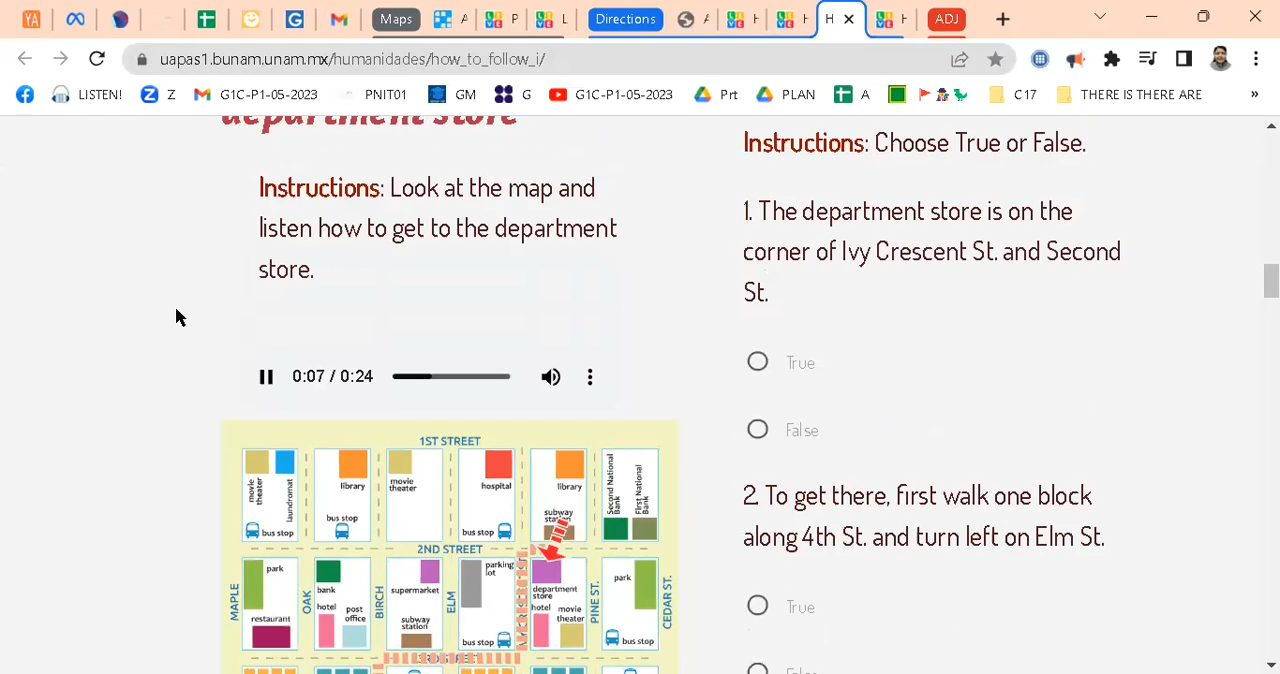 Maps
A
P
L
Directions
A
H
H
H
H
ADJ
uapas1.bunam.unam.mx/humanidades/how_to_follow_i/
LISTEN!
Z
G1C-P1-05-2023
PNIT01
GM
G
G1C-P1-05-2023
Prt
PLAN
A
C17
THERE IS THERE ARE
»
department store
Instructions: Look at the map and
listen how to get to the department
store.
0:07 / 0:24
1ST STREET
movie theater
laundromat
bus stop
library
bus stop
movie
theater
hospital
bus stop
library
subway
station
Second National
Bank
First National
Bank
2ND STREET
MAPLE
park
restaurant
OAK
bank
hotel
post
office
BIRCH
supermarket
subway
station
ELM
parking
lot
bus stop
department
store
hotel
movie
theater
PINE ST.
park
bus stop
CEDAR ST.
3RD STREET
Instructions: Choose True or False.
1. The department store is on the
corner of Ivy Crescent St. and Second
St.
True
False
2. To get there, first walk one block
along 4th St. and turn left on Elm St.
True
False